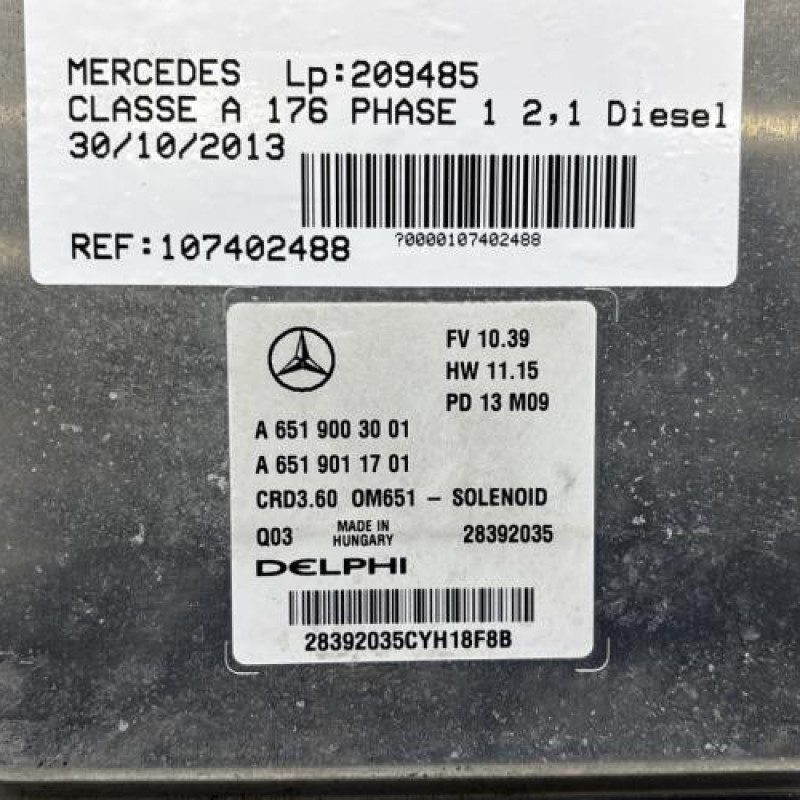 MERCEDES Lp:209485
CLASSE A 176 PHASE 1 2,1 Diesel
30/10/2013
REF:107402488
?0000107402488
FV 10.39
HW 11.15
PD 13 M09
A 651 900 30 01
A 651 901 17 01
CRD3.60 OM651 – SOLENOID
Q03 MADE IN HUNGARY 28392035
DELPHI
28392035CYH18F8B